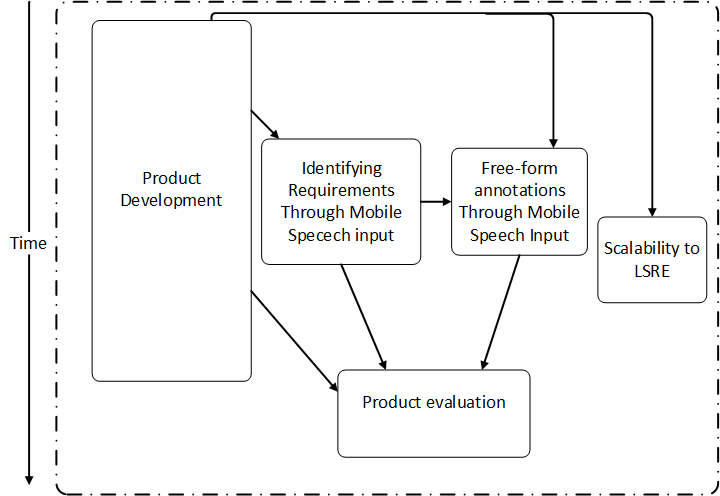 Product
Development
Identifying
Requirements
Through Mobile
Specech input
Free-form
annotations
Through Mobile
Speech Input
Time
Scalability to
LSRE
Product evaluation